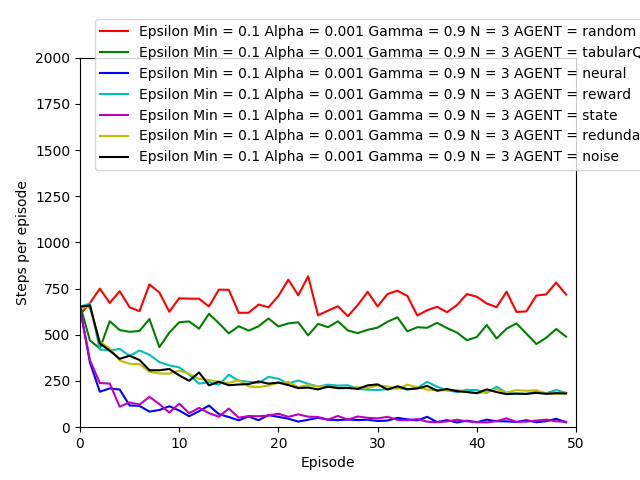 Epsilon Min = 0.1 Alpha = 0.001 Gamma = 0.9 N = 3 AGENT = random
Epsilon Min = 0.1 Alpha = 0.001 Gamma = 0.9 N = 3 AGENT = tabularQ
Epsilon Min = 0.1 Alpha = 0.001 Gamma = 0.9 N = 3 AGENT = neural
Epsilon Min = 0.1 Alpha = 0.001 Gamma = 0.9 N = 3 AGENT = reward
Epsilon Min = 0.1 Alpha = 0.001 Gamma = 0.9 N = 3 AGENT = state
Epsilon Min = 0.1 Alpha = 0.001 Gamma = 0.9 N = 3 AGENT = redunda
Epsilon Min = 0.1 Alpha = 0.001 Gamma = 0.9 N = 3 AGENT = noise
2000
1750
1500
1250
1000
750
500
250
0
Steps per episode
0 10 20 30 40 50
Episode